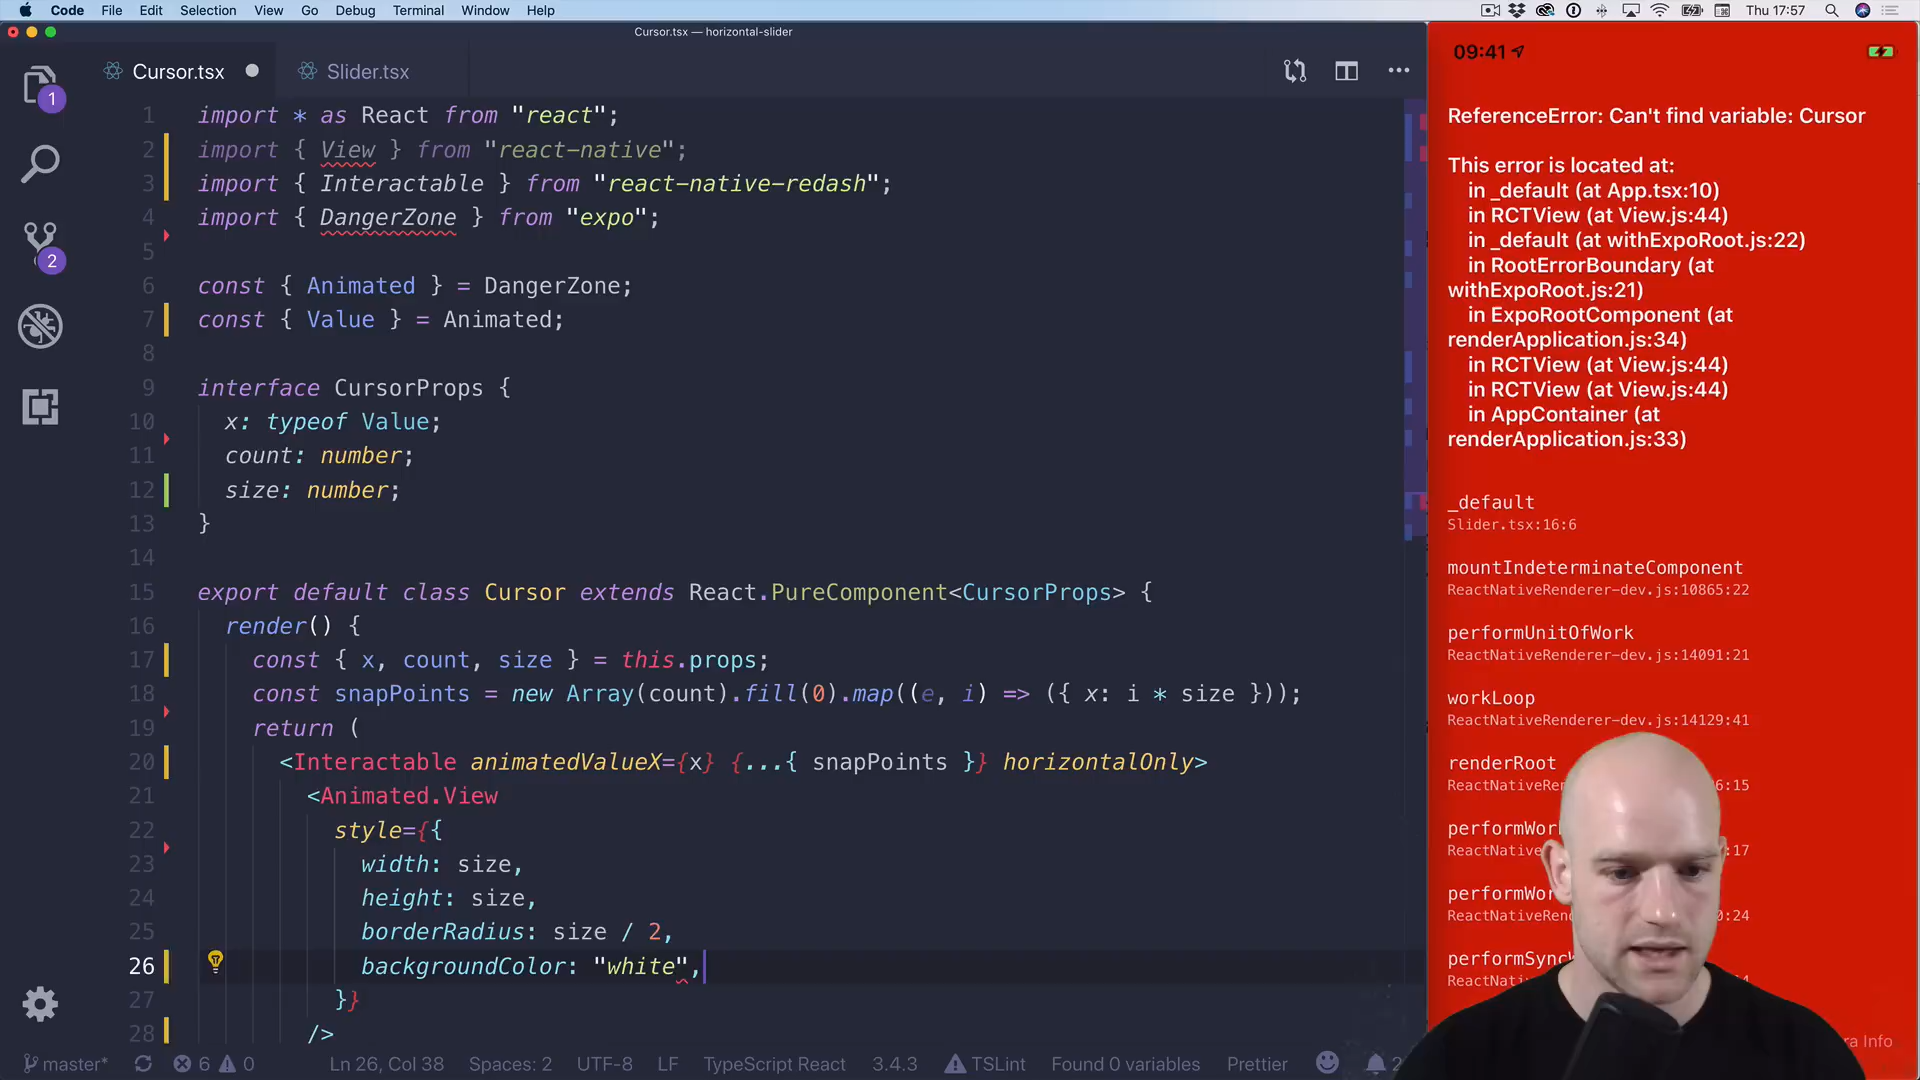 Code File Edit Selection View Go Debug Terminal Window Help Thu 17:57
Cursor.tsx — horizontal-slider
1
2
Cursor.tsx Slider.tsx
1 import * as React from "react";
2 import { View } from "react-native";
3 import { Interactable } from "react-native-redash";
4 import { DangerZone } from "expo";
5
6 const { Animated } = DangerZone;
7 const { Value } = Animated;
8
9 interface CursorProps {
10 x: typeof Value;
11 count: number;
12 size: number;
13 }
14
15 export default class Cursor extends React.PureComponent<CursorProps> {
16 render() {
17 const { x, count, size } = this.props;
18 const snapPoints = new Array(count).fill(0).map((e, i) => ({ x: i * size }));
19 return (
20 <Interactable animatedValueX={x} {...{ snapPoints }} horizontalOnly>
21 <Animated.View
22 style={{
23 width: size,
24 height: size,
25 borderRadius: size / 2,
26 backgroundColor: "white",
27 }}
28 />
master* 6 0 Ln 26, Col 38 Spaces: 2 UTF-8 LF TypeScript React 3.4.3 TSLint Found 0 variables Prettier 2
09:41
ReferenceError: Can't find variable: Cursor
This error is located at:
in _default (at App.tsx:10)
in RCTView (at View.js:44)
in _default (at withExpoRoot.js:22)
in RootErrorBoundary (at
withExpoRoot.js:21)
in ExpoRootComponent (at
renderApplication.js:34)
in RCTView (at View.js:44)
in RCTView (at View.js:44)
in AppContainer (at
renderApplication.js:33)
_default
Slider.tsx:16:6
mountIndeterminateComponent
ReactNativeRenderer-dev.js:10865:22
performUnitOfWork
ReactNativeRenderer-dev.js:14091:21
workLoop
ReactNativeRenderer-dev.js:14129:41
renderRoot
:15
:17
:24
Info